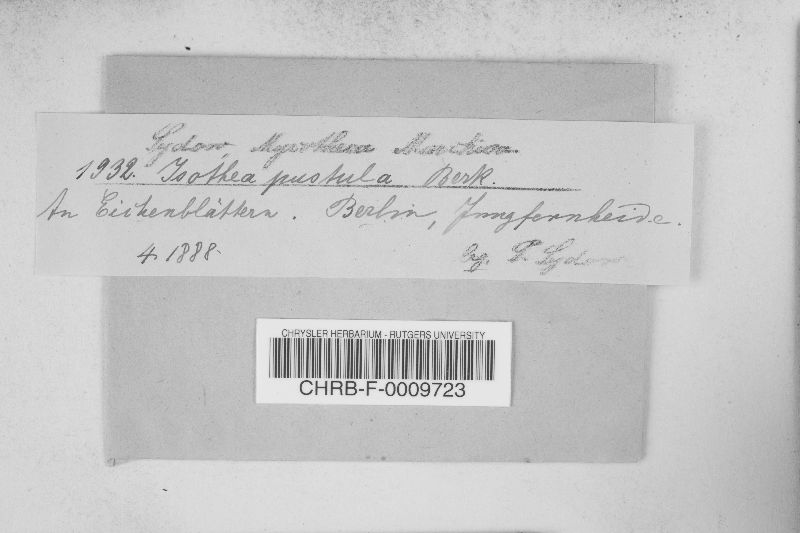 Sydow, Mycotheca Marchica
1932. Isothea pustula Berk.
An Eichenblättern. Berlin, Jungfernheide.
4. 1888. leg. P. Sydow
CHRYSLER HERBARIUM - RUTGERS UNIVERSITY
CHRB-F-0009723